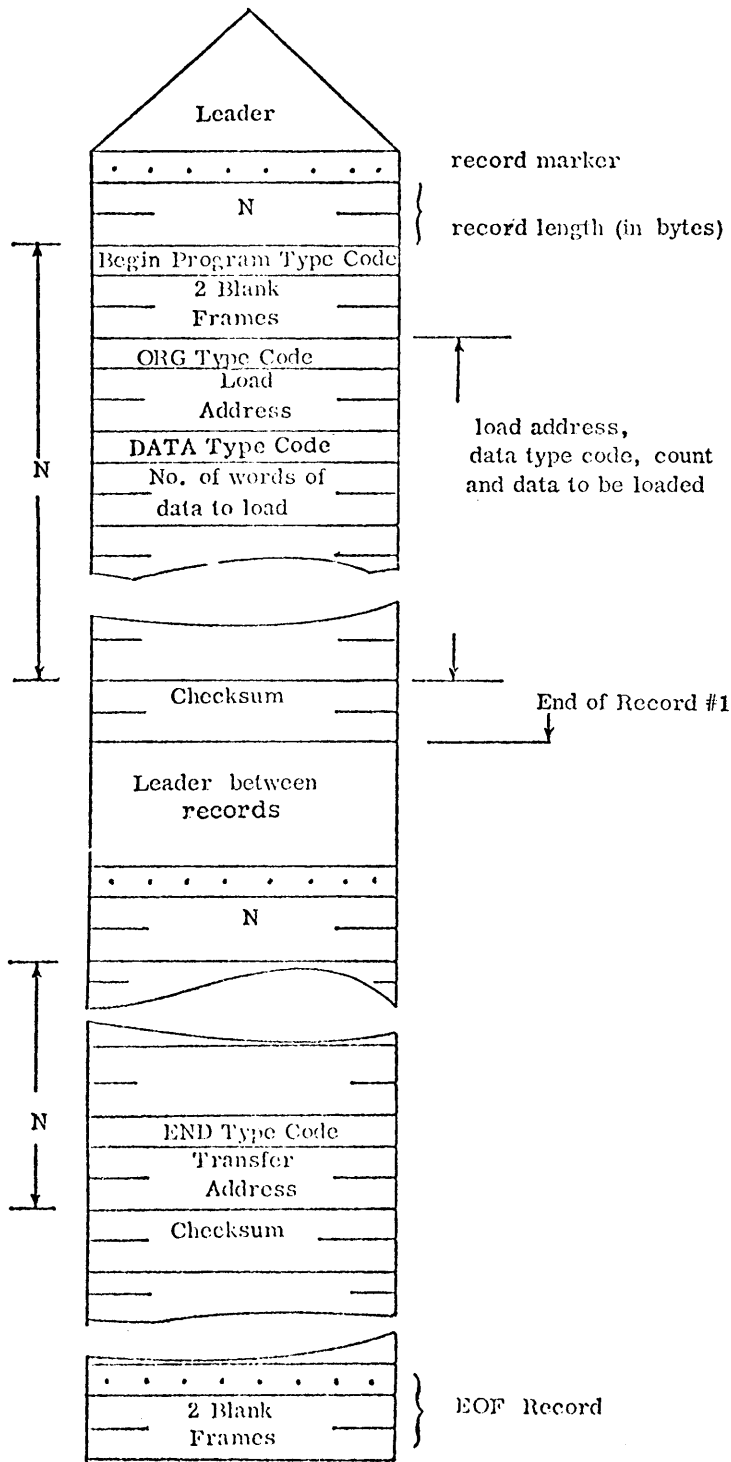 Leader
record marker
N
record length (in bytes)
Begin Program Type Code
2 Blank
Frames
ORG Type Code
Load
Address
load address,
data type code, count
and data to be loaded
DATA Type Code
N
No. of words of
data to load
Checksum
End of Record #1
Leader between
records
N
N
END Type Code
Transfer
Address
Checksum
EOF Record
2 Blank
Frames